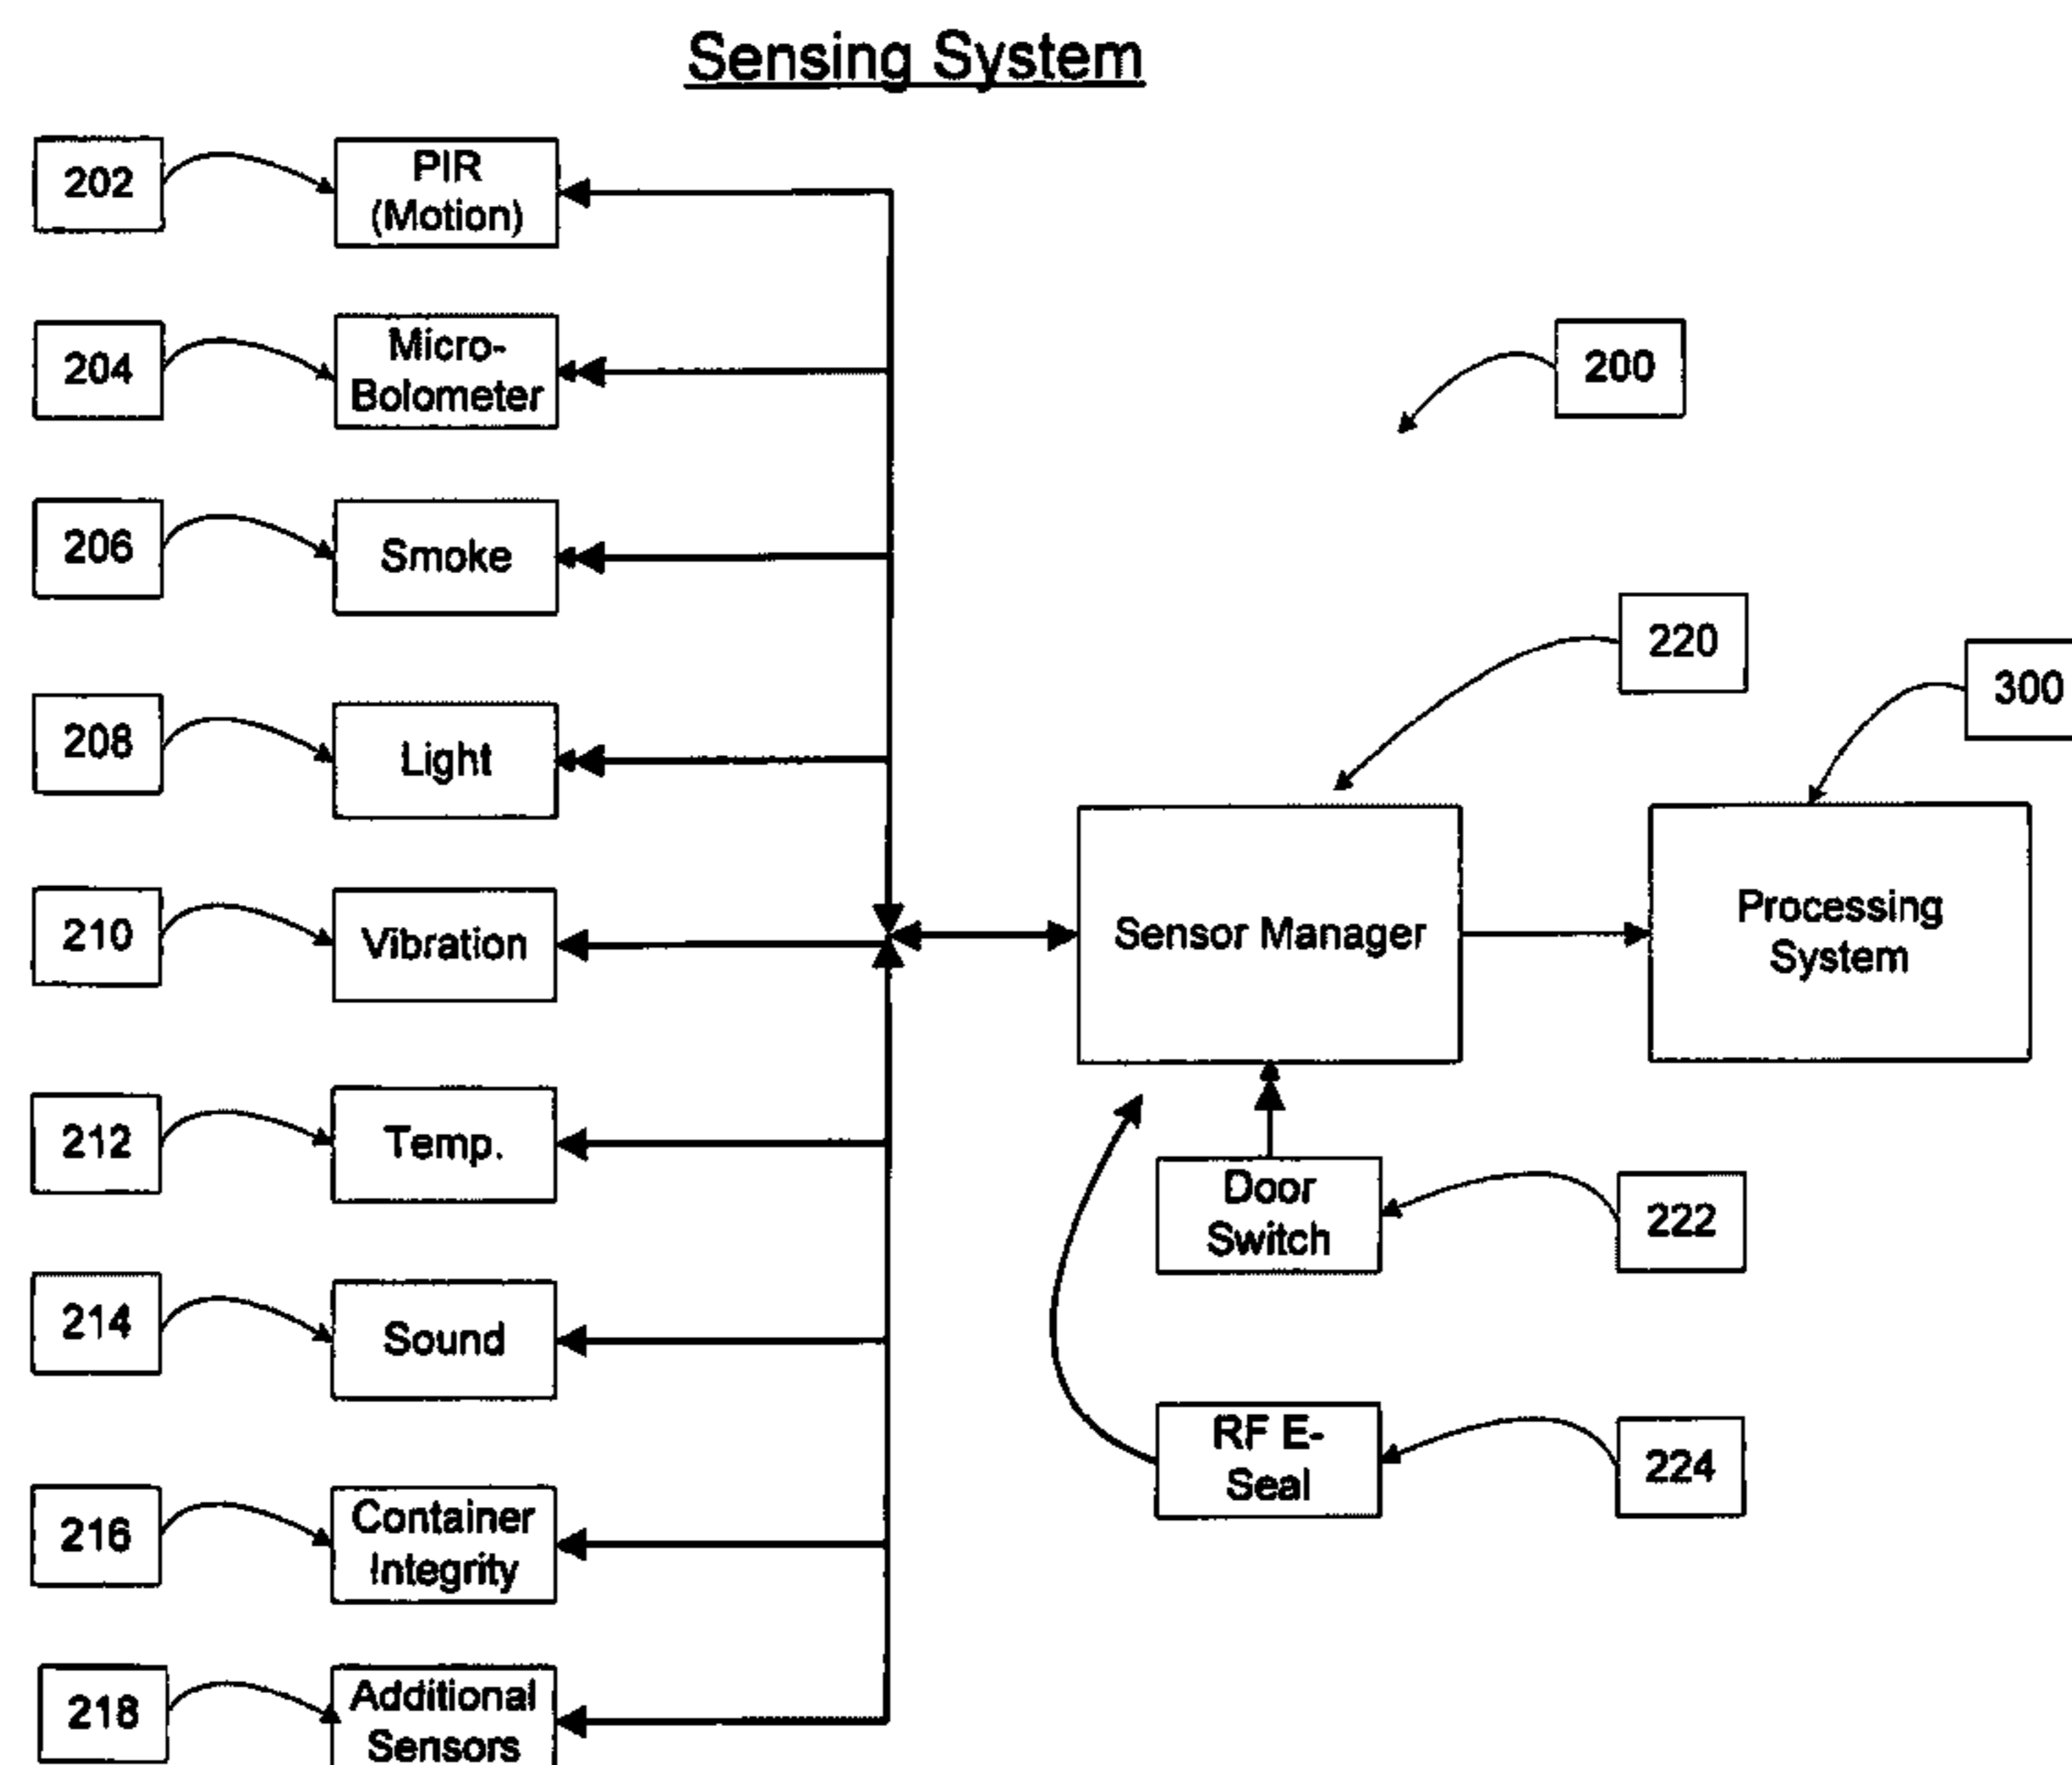 Sensing System
202
PIR
(Motion)
204
Micro-
Bolometer
200
206
Smoke
220
300
208
Light
210
Vibration
Sensor Manager
Processing
System
212
Temp.
Door
Switch
222
214
Sound
RF E-
Seal
224
216
Container
Integrity
218
Additional
Sensors